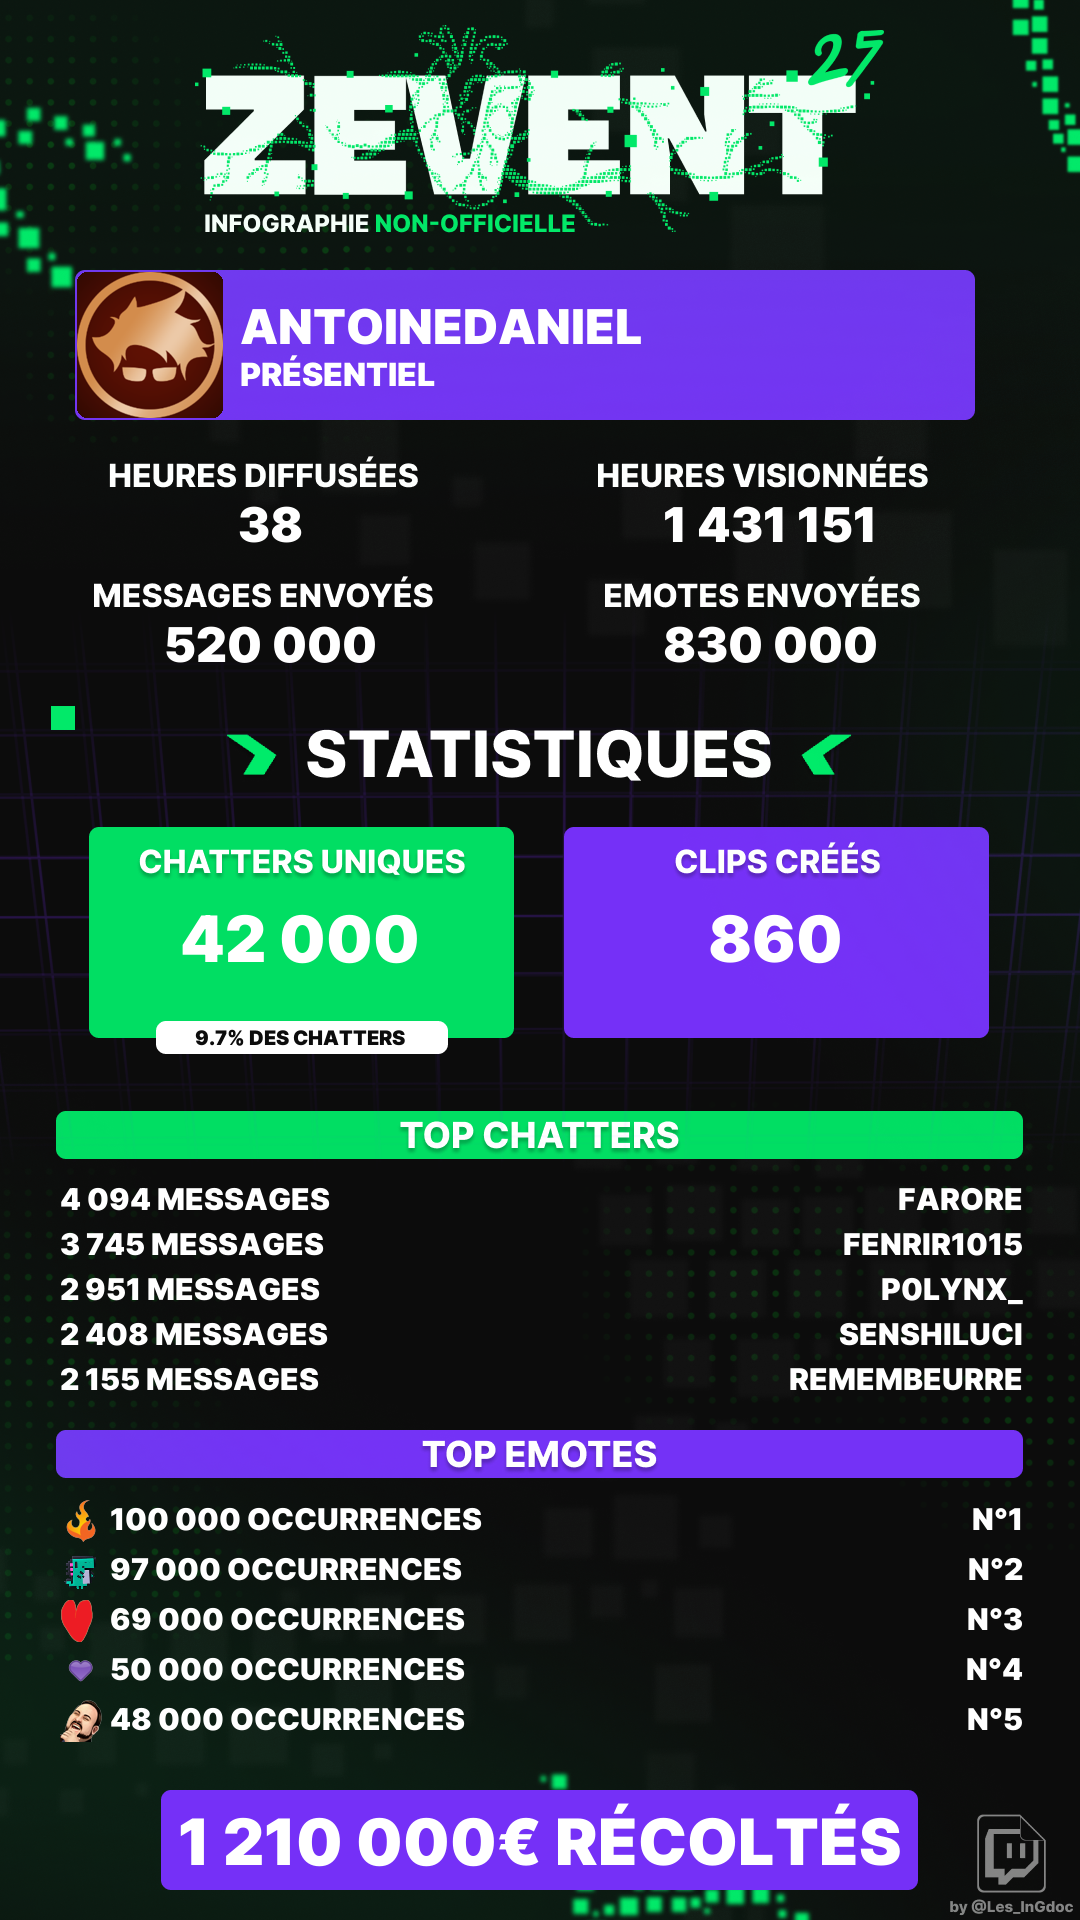 ZEVENT 25
INFOGRAPHIE NON-OFFICIELLE
ANTOINEDANIEL
PRÉSENTIEL
HEURES DIFFUSÉES
38
HEURES VISIONNÉES
1 431 151
MESSAGES ENVOYÉS
520 000
EMOTES ENVOYÉES
830 000
STATISTIQUES
CHATTERS UNIQUES
42 000
9.7% DES CHATTERS
CLIPS CRÉÉS
860
TOP CHATTERS
4 094 MESSAGES FARORE
3 745 MESSAGES FENRIR1015
2 951 MESSAGES P0LYNX_
2 408 MESSAGES SENSHILUCI
2 155 MESSAGES REMEMBEURRE
TOP EMOTES
100 000 OCCURRENCES N°1
97 000 OCCURRENCES N°2
69 000 OCCURRENCES N°3
50 000 OCCURRENCES N°4
48 000 OCCURRENCES N°5
1 210 000€ RÉCOLTÉS
by @Les_InGdoc